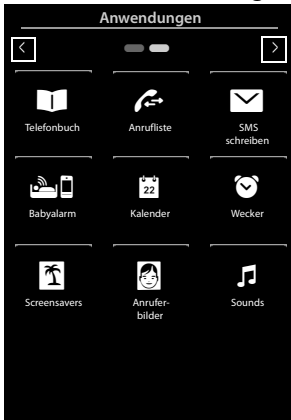 Anwendungen
Telefonbuch Anrufliste SMS
schreiben
22
Babyalarm Kalender Wecker
Screensavers Anrufer- Sounds
bilder